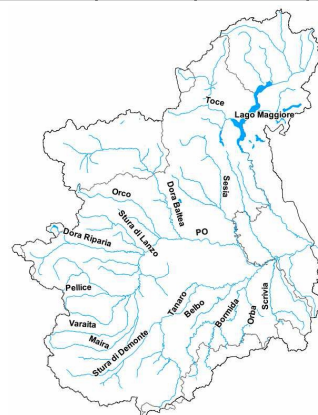 Toce
Lago Maggiore
Orco
Dora Baltea
Sesia
Stura di Lanzo
PO
Dora Riparia
Pellice
Tanaro
Belbo
Bormida
Orba
Scrivia
Varaita
Maira
Stura di Demonte